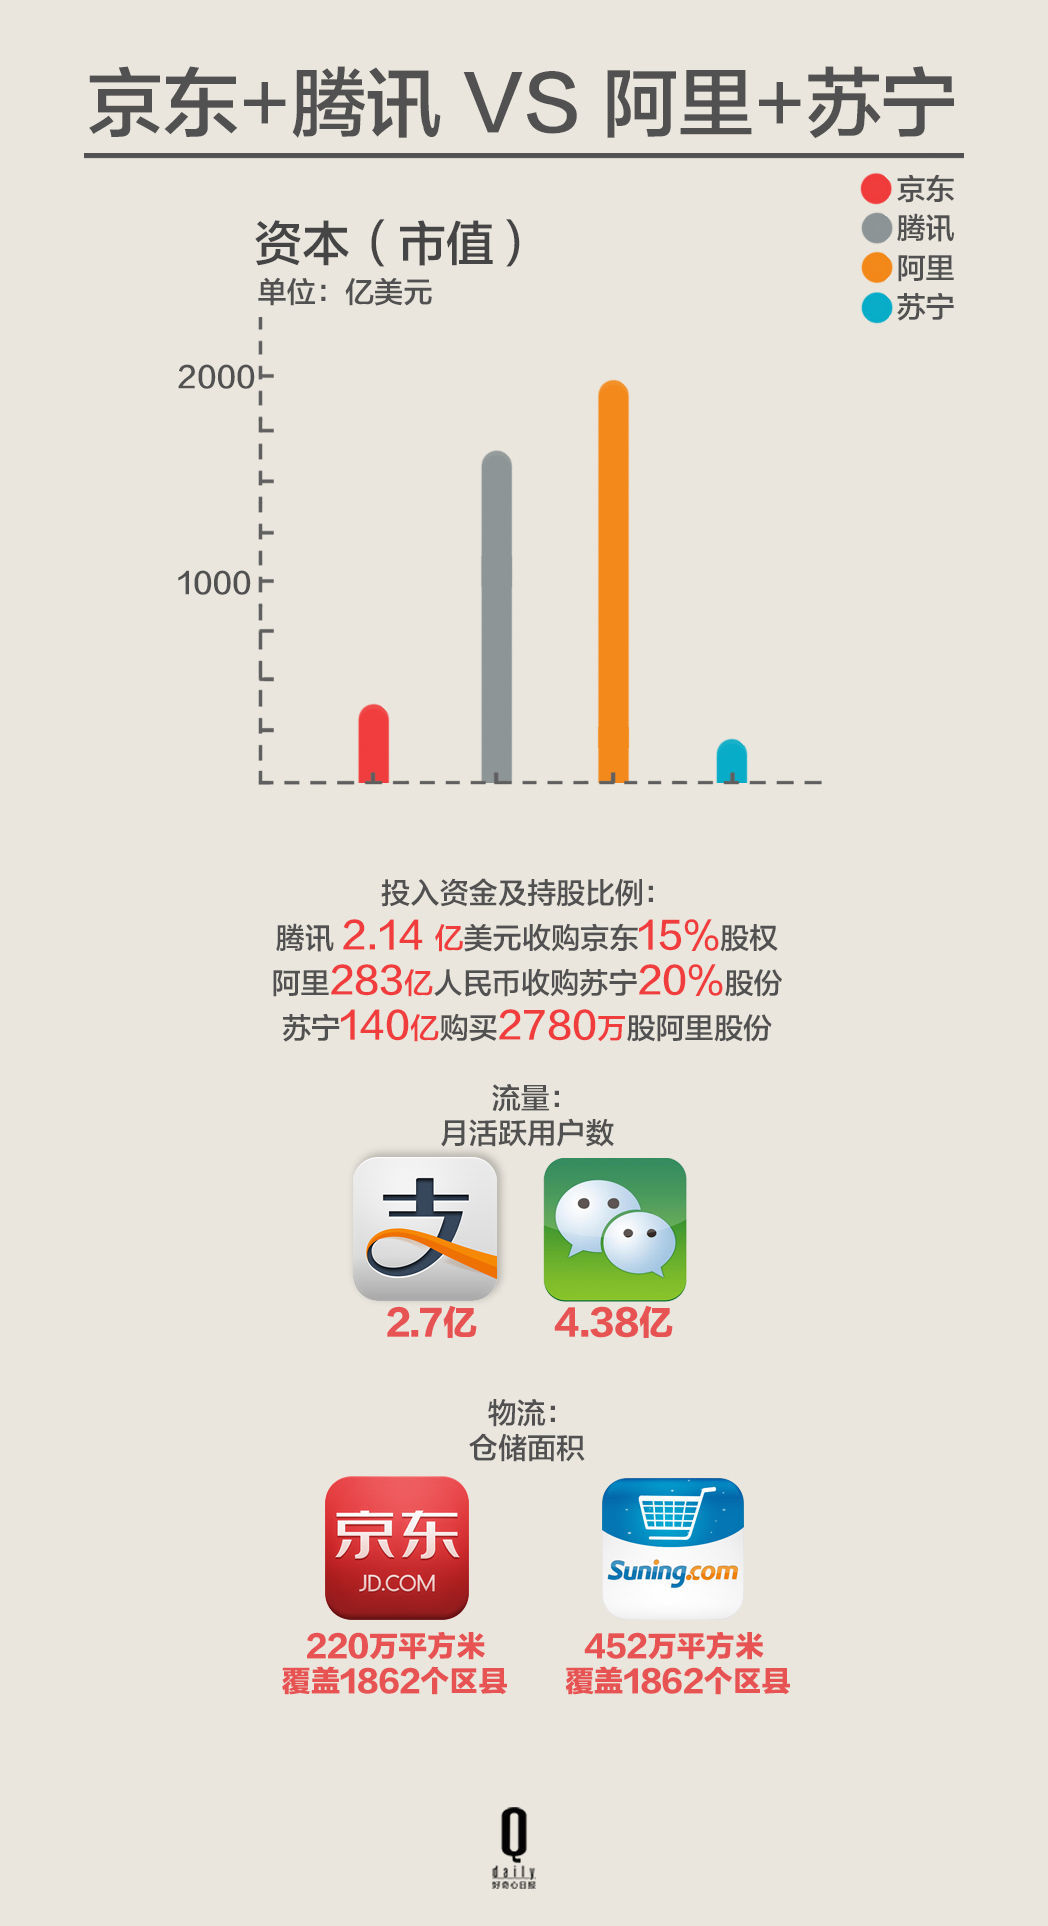 京东+腾讯 VS 阿里+苏宁
京东
腾讯
阿里
苏宁
资本（市值）
单位：亿美元
2000
1000
投入资金及持股比例：
腾讯 2.14 亿美元收购京东15%股权
阿里283亿人民币收购苏宁20%股份
苏宁140亿购买2780万股阿里股份
流量：
月活跃用户数
支
2.7亿
4.38亿
物流：
仓储面积
京东
JD.COM
Suning.com
220万平方米
覆盖1862个区县
452万平方米
覆盖1862个区县
Q
daily
好奇心日报